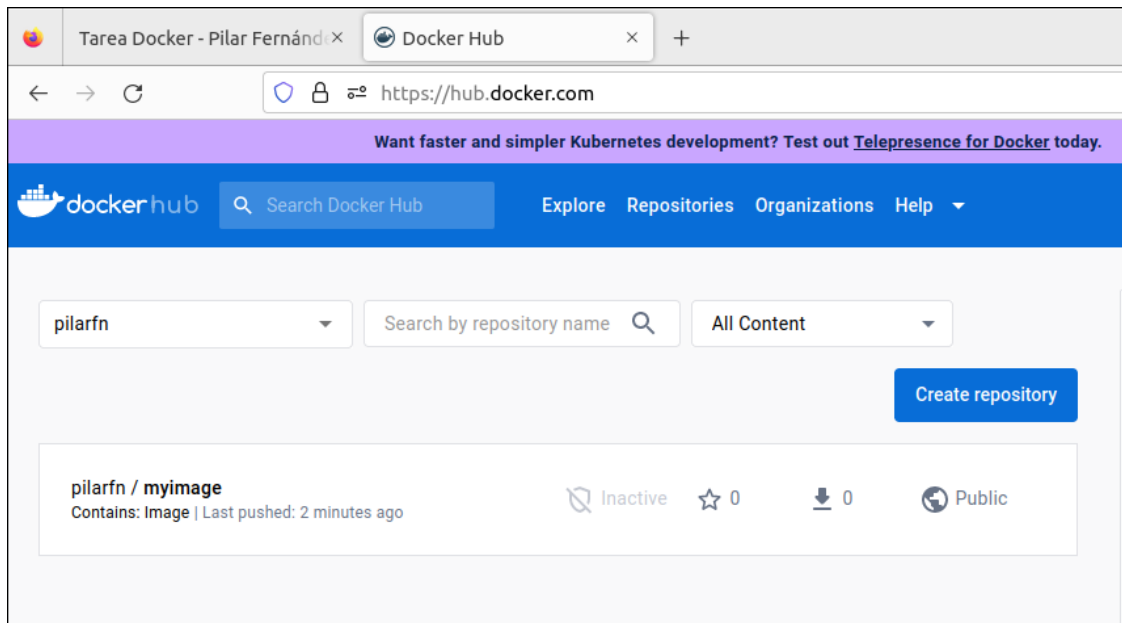 Tarea Docker - Pilar Fernánd
Docker Hub
https://hub.docker.com
Want faster and simpler Kubernetes development? Test out Telepresence for Docker today.
dockerhub Search Docker Hub Explore Repositories Organizations Help
pilarfn Search by repository name All Content
Create repository
pilarfn / myimage
Contains: Image | Last pushed: 2 minutes ago
Inactive 0 0 Public